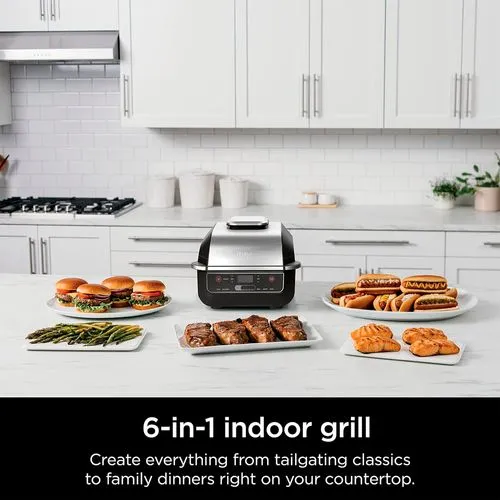 6-in-1 indoor grill
Create everything from tailgating classics
to family dinners right on your countertop.